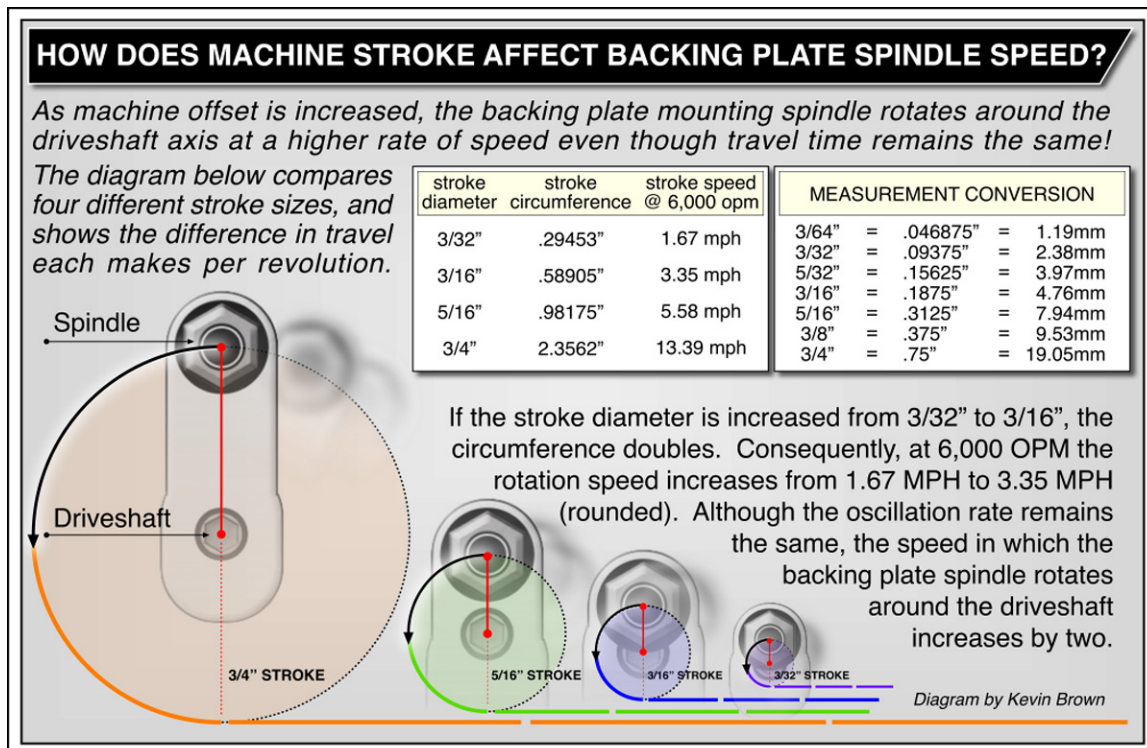 HOW DOES MACHINE STROKE AFFECT BACKING PLATE SPINDLE SPEED?
As machine offset is increased, the backing plate mounting spindle rotates around the
driveshaft axis at a higher rate of speed even though travel time remains the same!
The diagram below compares
four different stroke sizes, and
shows the difference in travel
each makes per revolution.
stroke diameter stroke circumference stroke speed @ 6,000 opm
3/32” .29453” 1.67 mph
3/16” .58905” 3.35 mph
5/16” .98175” 5.58 mph
3/4” 2.3562” 13.39 mph
MEASUREMENT CONVERSION
3/64” = .046875” = 1.19mm
3/32” = .09375” = 2.38mm
5/32” = .15625” = 3.97mm
3/16” = .1875” = 4.76mm
5/16” = .3125” = 7.94mm
3/8” = .375” = 9.53mm
3/4” = .75” = 19.05mm
Spindle
Driveshaft
If the stroke diameter is increased from 3/32” to 3/16”, the
circumference doubles. Consequently, at 6,000 OPM the
rotation speed increases from 1.67 MPH to 3.35 MPH
(rounded). Although the oscillation rate remains
the same, the speed in which the
backing plate spindle rotates
around the driveshaft
increases by two.
3/4” STROKE
5/16” STROKE
3/16” STROKE
3/32” STROKE
Diagram by Kevin Brown